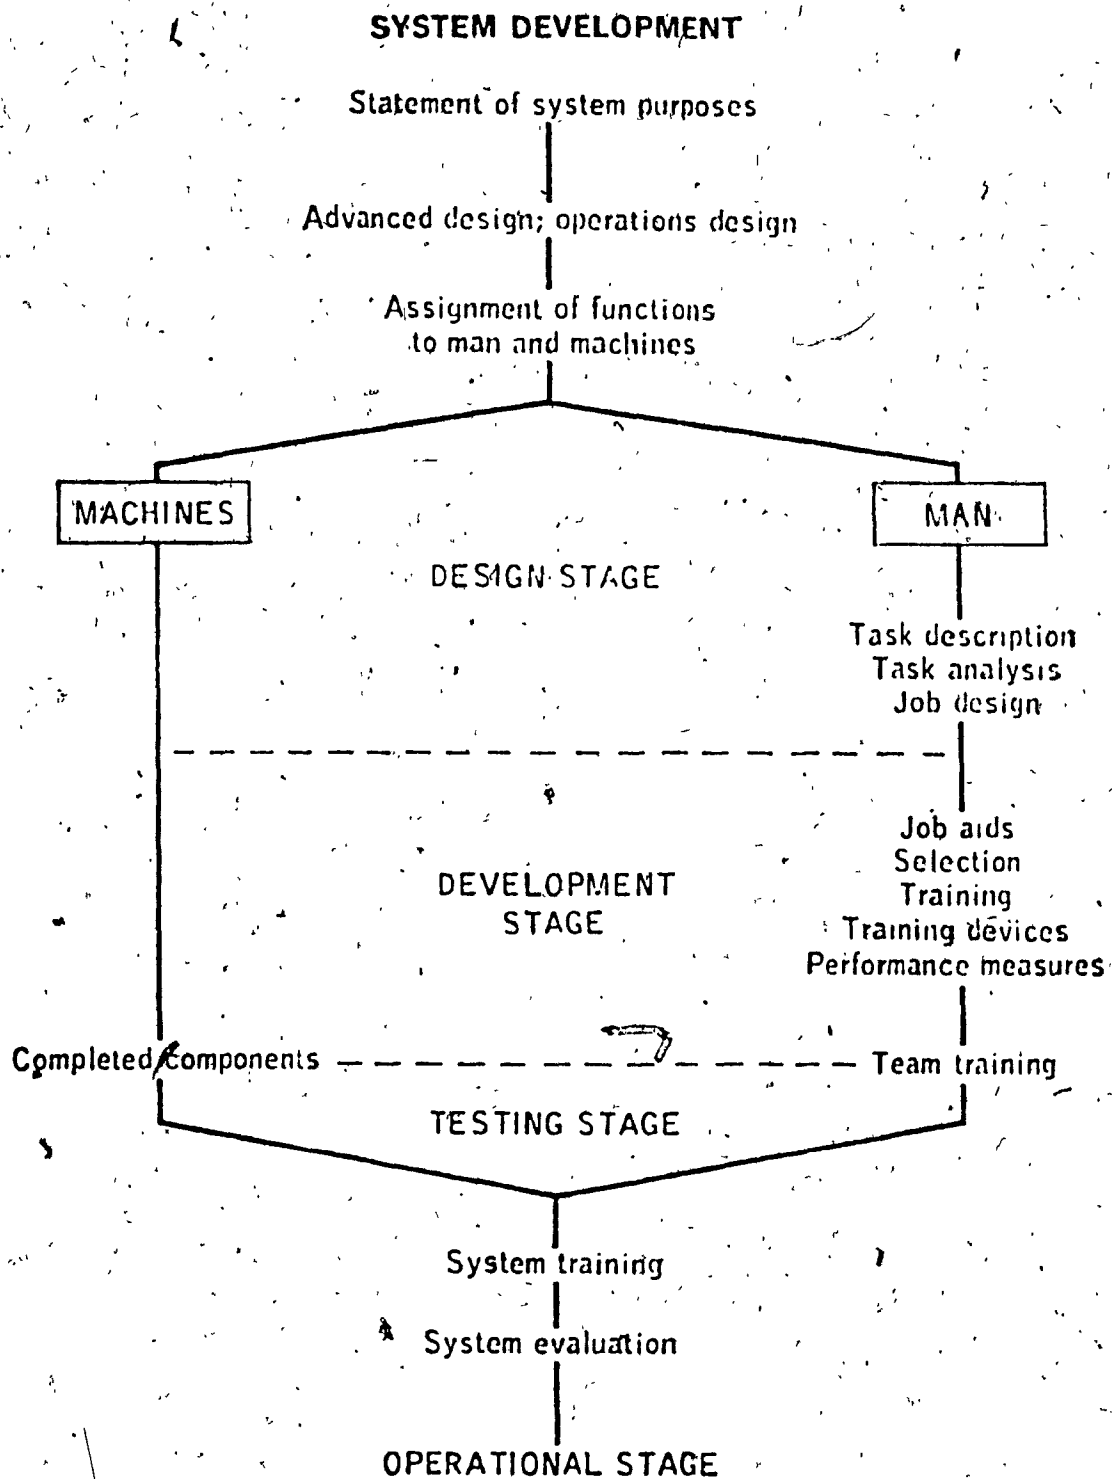 SYSTEM DEVELOPMENT
Statement of system purposes
Advanced design; operations design
Assignment of functions
to man and machines
MACHINES
MAN
DESIGN STAGE
Task description
Task analysis
Job design
Job aids
Selection
Training
Training devices
Performance measures
DEVELOPMENT
STAGE
Completed components
Team training
TESTING STAGE
System training
System evaluation
OPERATIONAL STAGE